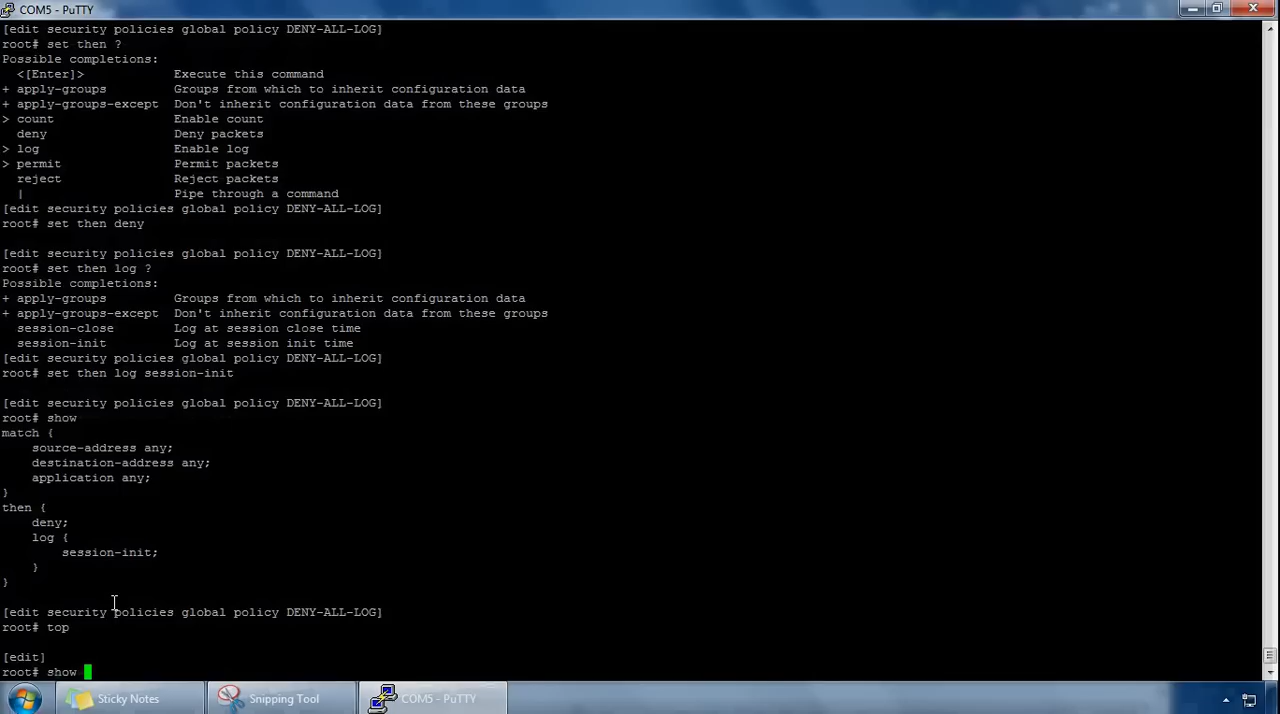 COM5 - PuTTY
[edit security policies global policy DENY-ALL-LOG]
root# set then ?
Possible completions:
  <[Enter]>            Execute this command
+ apply-groups         Groups from which to inherit configuration data
+ apply-groups-except  Don't inherit configuration data from these groups
> count                Enable count
  deny                 Deny packets
> log                  Enable log
> permit               Permit packets
  reject               Reject packets
  |                    Pipe through a command
[edit security policies global policy DENY-ALL-LOG]
root# set then deny
[edit security policies global policy DENY-ALL-LOG]
root# set then log ?
Possible completions:
+ apply-groups         Groups from which to inherit configuration data
+ apply-groups-except  Don't inherit configuration data from these groups
  session-close        Log at session close time
  session-init         Log at session init time
[edit security policies global policy DENY-ALL-LOG]
root# set then log session-init
[edit security policies global policy DENY-ALL-LOG]
root# show
match {
    source-address any;
    destination-address any;
    application any;
}
then {
    deny;
    log {
        session-init;
    }
}
[edit security policies global policy DENY-ALL-LOG]
root# top
[edit]
root# show
Sticky Notes
Snipping Tool
COM5 - PuTTY